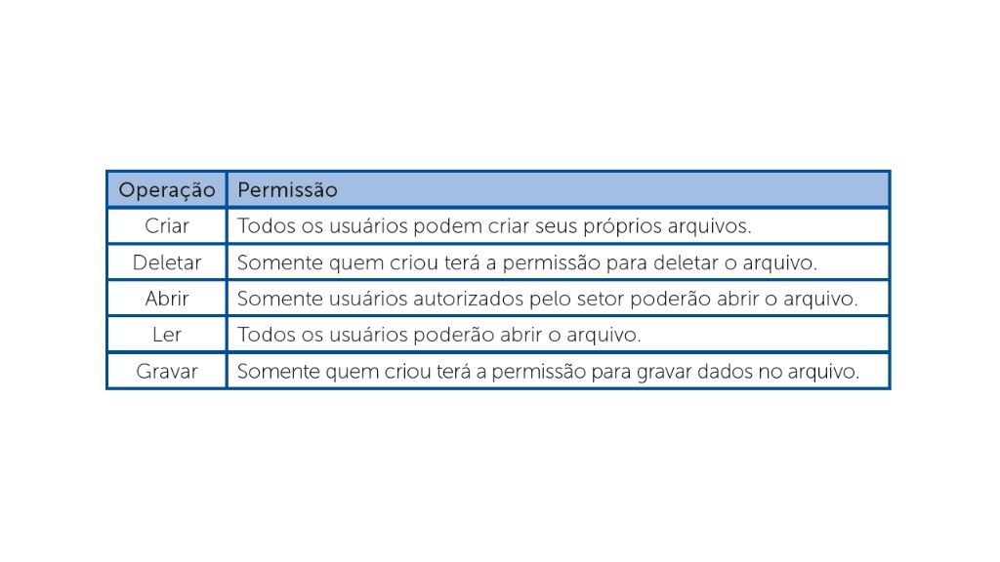 Operação Permissão
Criar Todos os usuários podem criar seus próprios arquivos.
Deletar Somente quem criou terá a permissão para deletar o arquivo.
Abrir Somente usuários autorizados pelo setor poderão abrir o arquivo.
Ler Todos os usuários poderão abrir o arquivo.
Gravar Somente quem criou terá a permissão para gravar dados no arquivo.